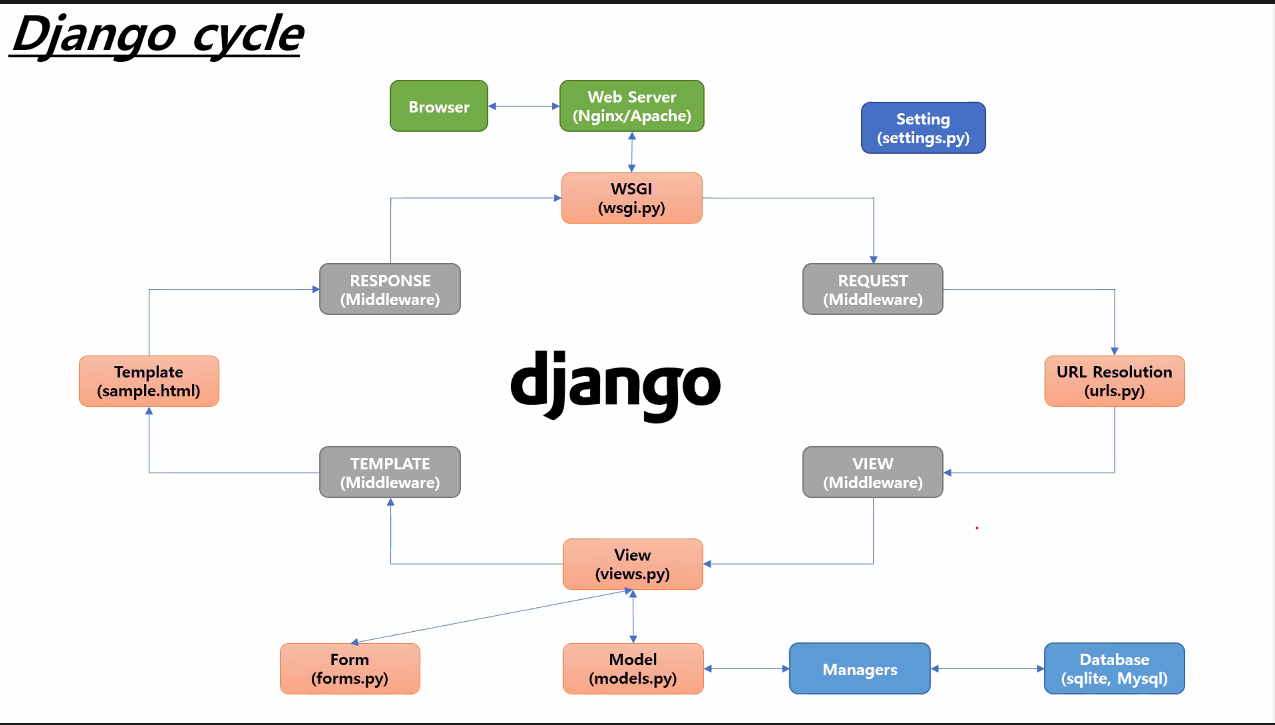 Django cycle
Browser
Web Server
(Nginx/Apache)
Setting
(settings.py)
WSGI
(wsgi.py)
RESPONSE
(Middleware)
REQUEST
(Middleware)
Template
(sample.html)
django
URL Resolution
(urls.py)
TEMPLATE
(Middleware)
VIEW
(Middleware)
View
(views.py)
Form
(forms.py)
Model
(models.py)
Managers
Database
(sqlite, Mysql)